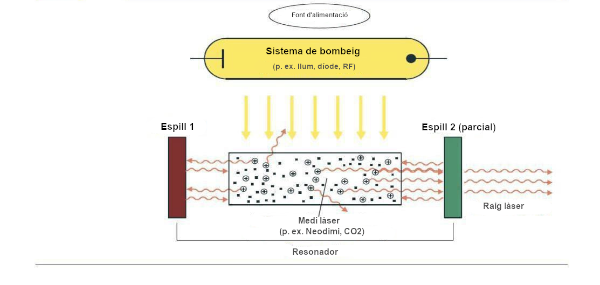 Font d'alimentació
Sistema de bombeig
(p. ex. llum, díode, RF)
Espill 1
Espill 2 (parcial)
Raig làser
Medi làser
(p. ex. Neodimi, CO2)
Resonador